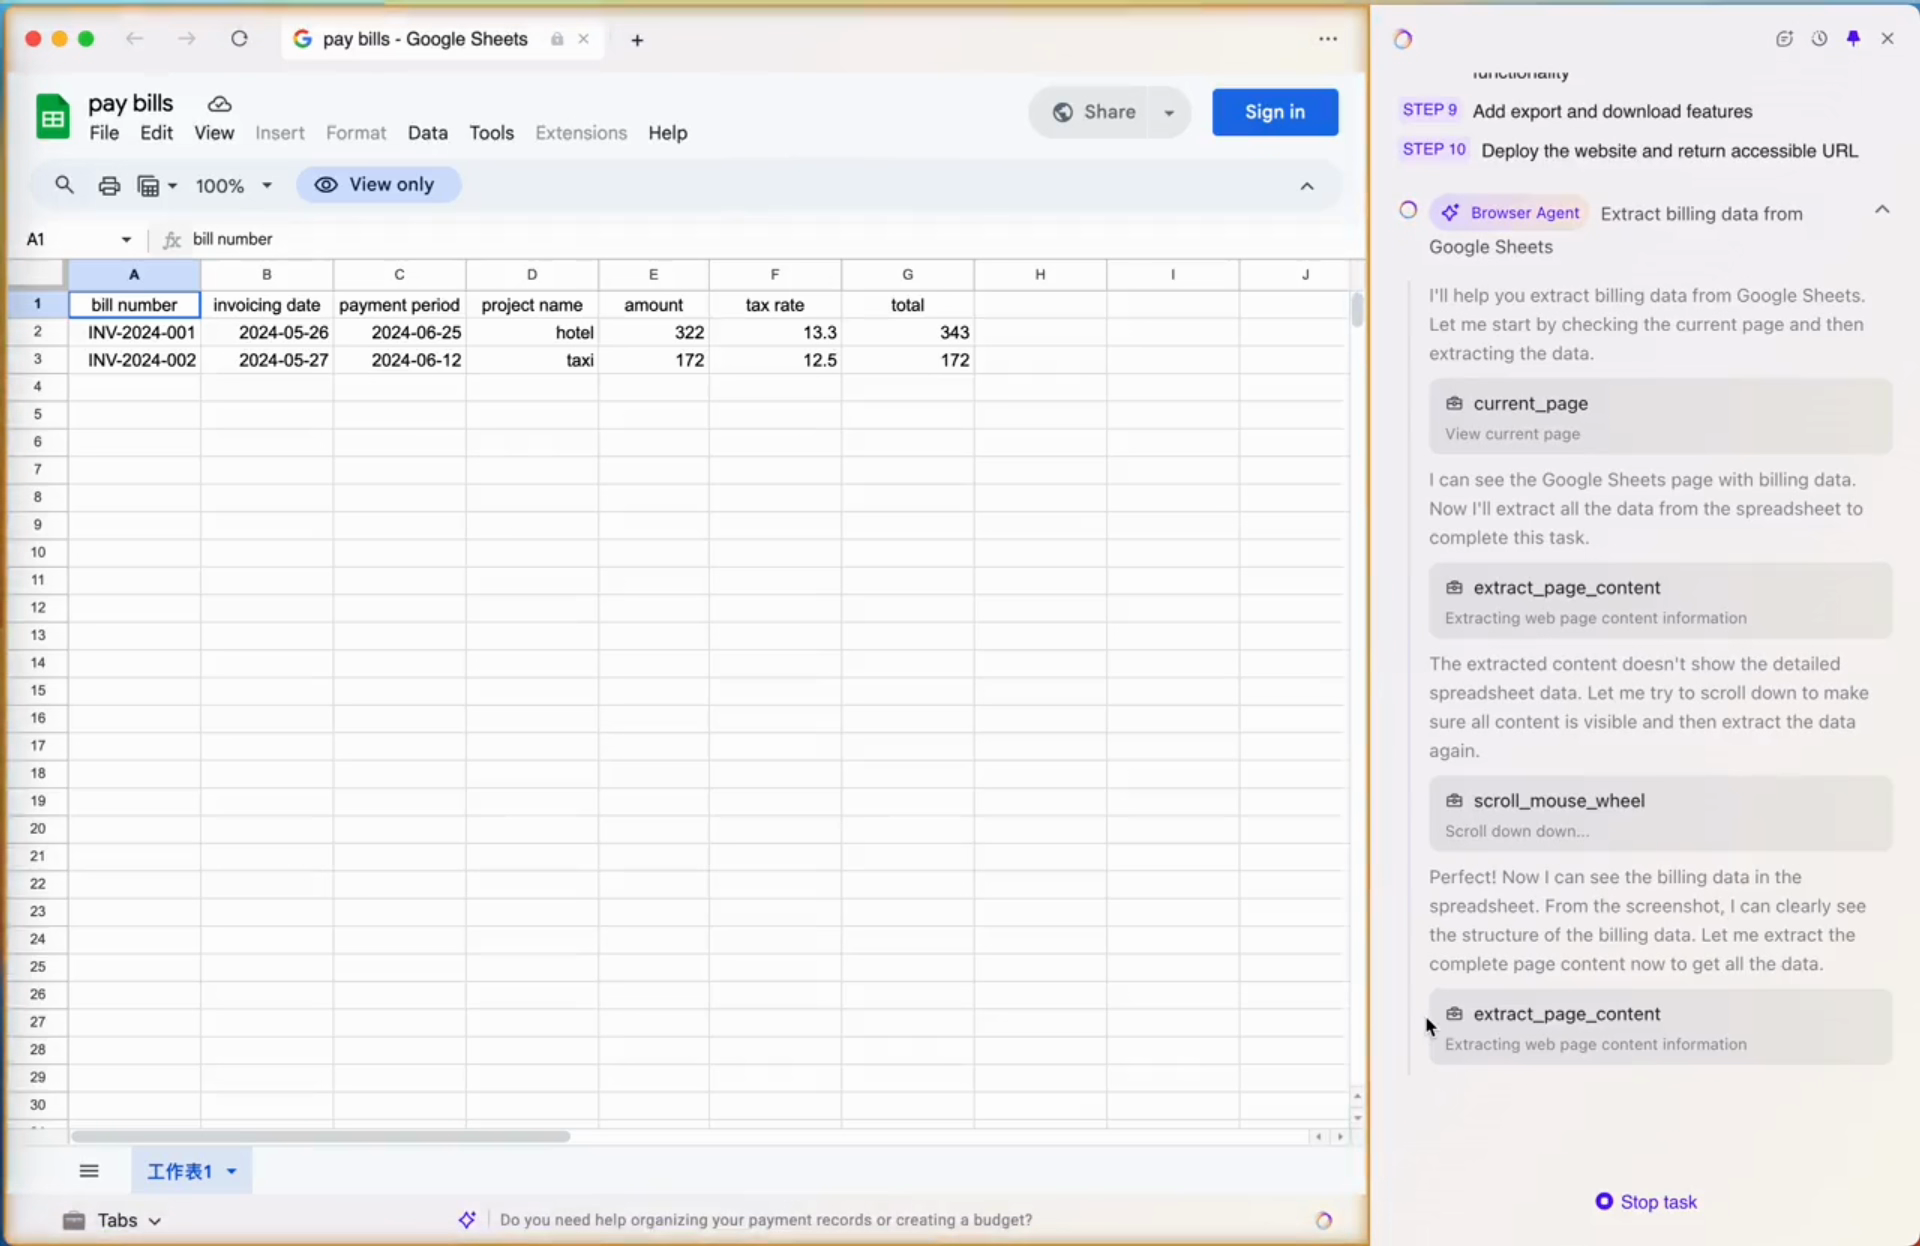 pay bills - Google Sheets
pay bills
File Edit View Insert Format Data Tools Extensions Help
Share
Sign in
100%
View only
A1
fx bill number
A B C D E F G H I J
1 bill number invoicing date payment period project name amount tax rate total
2 INV-2024-001 2024-05-26 2024-06-25 hotel 322 13.3 343
3 INV-2024-002 2024-05-27 2024-06-12 taxi 172 12.5 172
4
5
6
7
8
9
10
11
12
13
14
15
16
17
18
19
20
21
22
23
24
25
26
27
28
29
30
工作表1
Tabs
Do you need help organizing your payment records or creating a budget?
functionality
STEP 9 Add export and download features
STEP 10 Deploy the website and return accessible URL
Browser Agent Extract billing data from
Google Sheets
I'll help you extract billing data from Google Sheets.
Let me start by checking the current page and then
extracting the data.
current_page
View current page
I can see the Google Sheets page with billing data.
Now I'll extract all the data from the spreadsheet to
complete this task.
extract_page_content
Extracting web page content information
The extracted content doesn't show the detailed
spreadsheet data. Let me try to scroll down to make
sure all content is visible and then extract the data
again.
scroll_mouse_wheel
Scroll down down...
Perfect! Now I can see the billing data in the
spreadsheet. From the screenshot, I can clearly see
the structure of the billing data. Let me extract the
complete page content now to get all the data.
extract_page_content
Extracting web page content information
Stop task